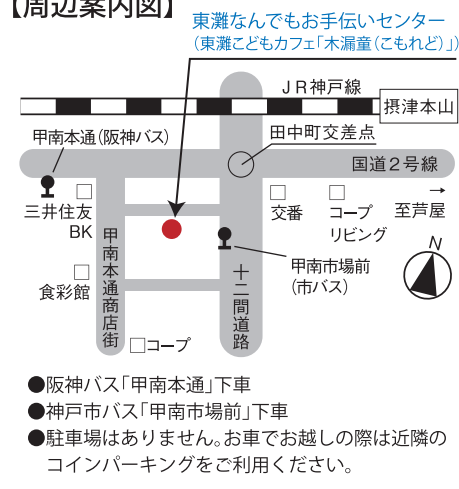 【周辺案内図】
東灘なんでもお手伝いセンター
（東灘こどもカフェ「木漏童（こもれど）」）
JR神戸線
摂津本山
甲南本通（阪神バス）
田中町交差点
国道2号線
三井住友
BK
交番
コープ
リビング
→
至芦屋
N
甲南本通商店街
甲南市場前
（市バス）
食彩館
十二間道路
コープ
●阪神バス「甲南本通」下車
●神戸市バス「甲南市場前」下車
●駐車場はありません。お車でお越しの際は近隣の
コインパーキングをご利用ください。